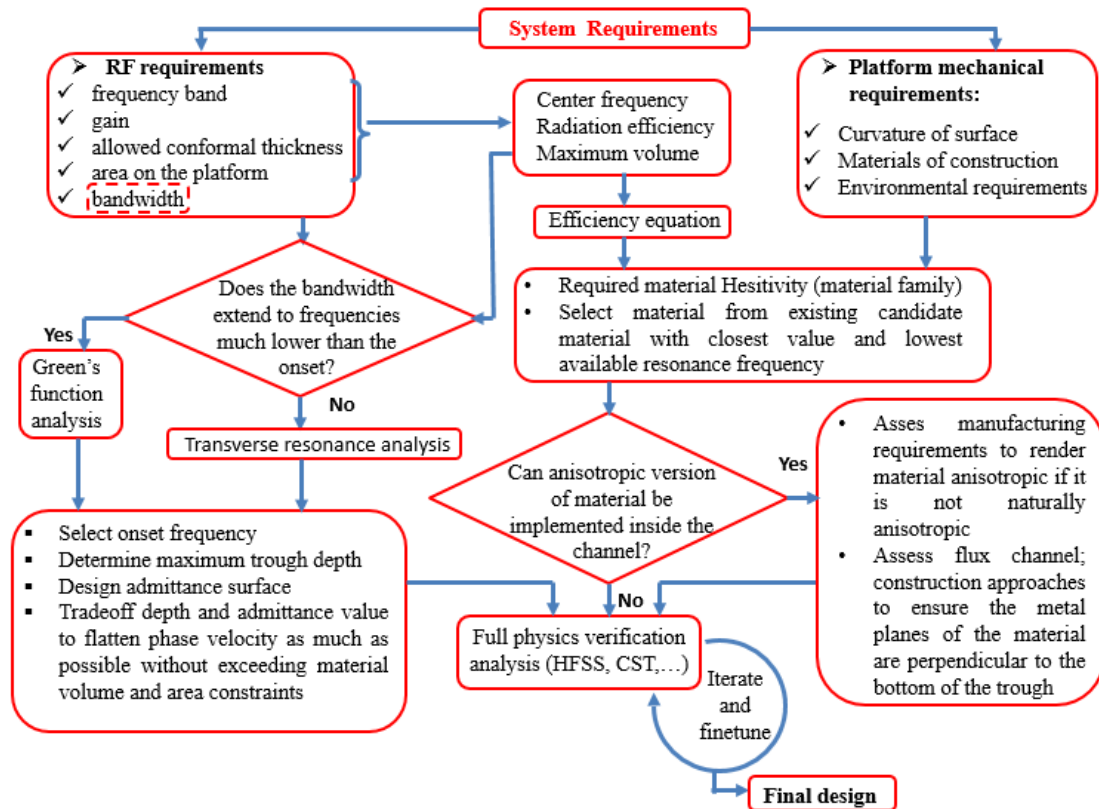 System Requirements
➤ RF requirements
✓ frequency band
✓ gain
✓ allowed conformal thickness
✓ area on the platform
✓ bandwidth
Center frequency
Radiation efficiency
Maximum volume
➤ Platform mechanical
requirements:
✓ Curvature of surface
✓ Materials of construction
✓ Environmental requirements
Efficiency equation
Does the bandwidth
extend to frequencies
much lower than the
onset?
Yes
Green's
function
analysis
No
Transverse resonance analysis
• Required material Hesitivity (material family)
• Select material from existing candidate
material with closest value and lowest
available resonance frequency
Can anisotropic version
of material be
implemented inside the
channel?
Yes
• Asses manufacturing
requirements to render
material anisotropic if it
is not naturally
anisotropic
• Assess flux channel;
construction approaches
to ensure the metal
planes of the material
are perpendicular to the
bottom of the trough
▪ Select onset frequency
▪ Determine maximum trough depth
▪ Design admittance surface
▪ Tradeoff depth and admittance value
to flatten phase velocity as much as
possible without exceeding material
volume and area constraints
No
Full physics verification
analysis (HFSS, CST,…)
Iterate
and
finetune
Final design